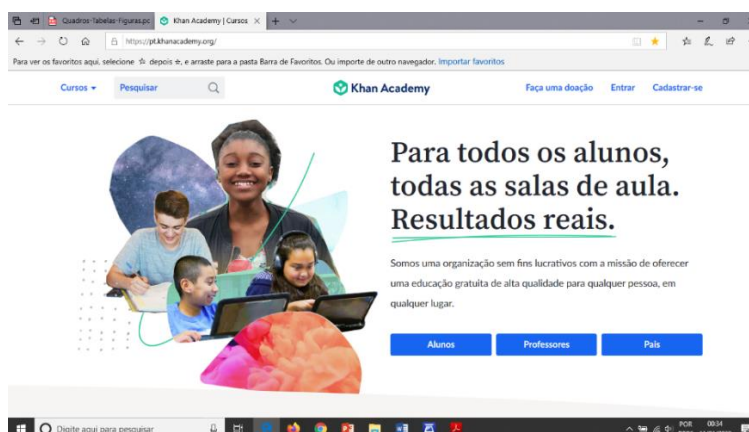 Quadros-Tabelas-Figuras.pc
Khan Academy | Cursos
https://pt.khanacademy.org/
Para ver os favoritos aqui, selecione depois, e arraste para a pasta Barra de Favoritos. Ou importe de outro navegador. Importar favoritos
Cursos
Pesquisar
Khan Academy
Faça uma doação
Entrar
Cadastrar-se
Para todos os alunos,
todas as salas de aula.
Resultados reais.
Somos uma organização sem fins lucrativos com a missão de oferecer
uma educação gratuita de alta qualidade para qualquer pessoa, em
qualquer lugar.
Alunos
Professores
Pais
Digite aqui para pesquisar
POR
00:34